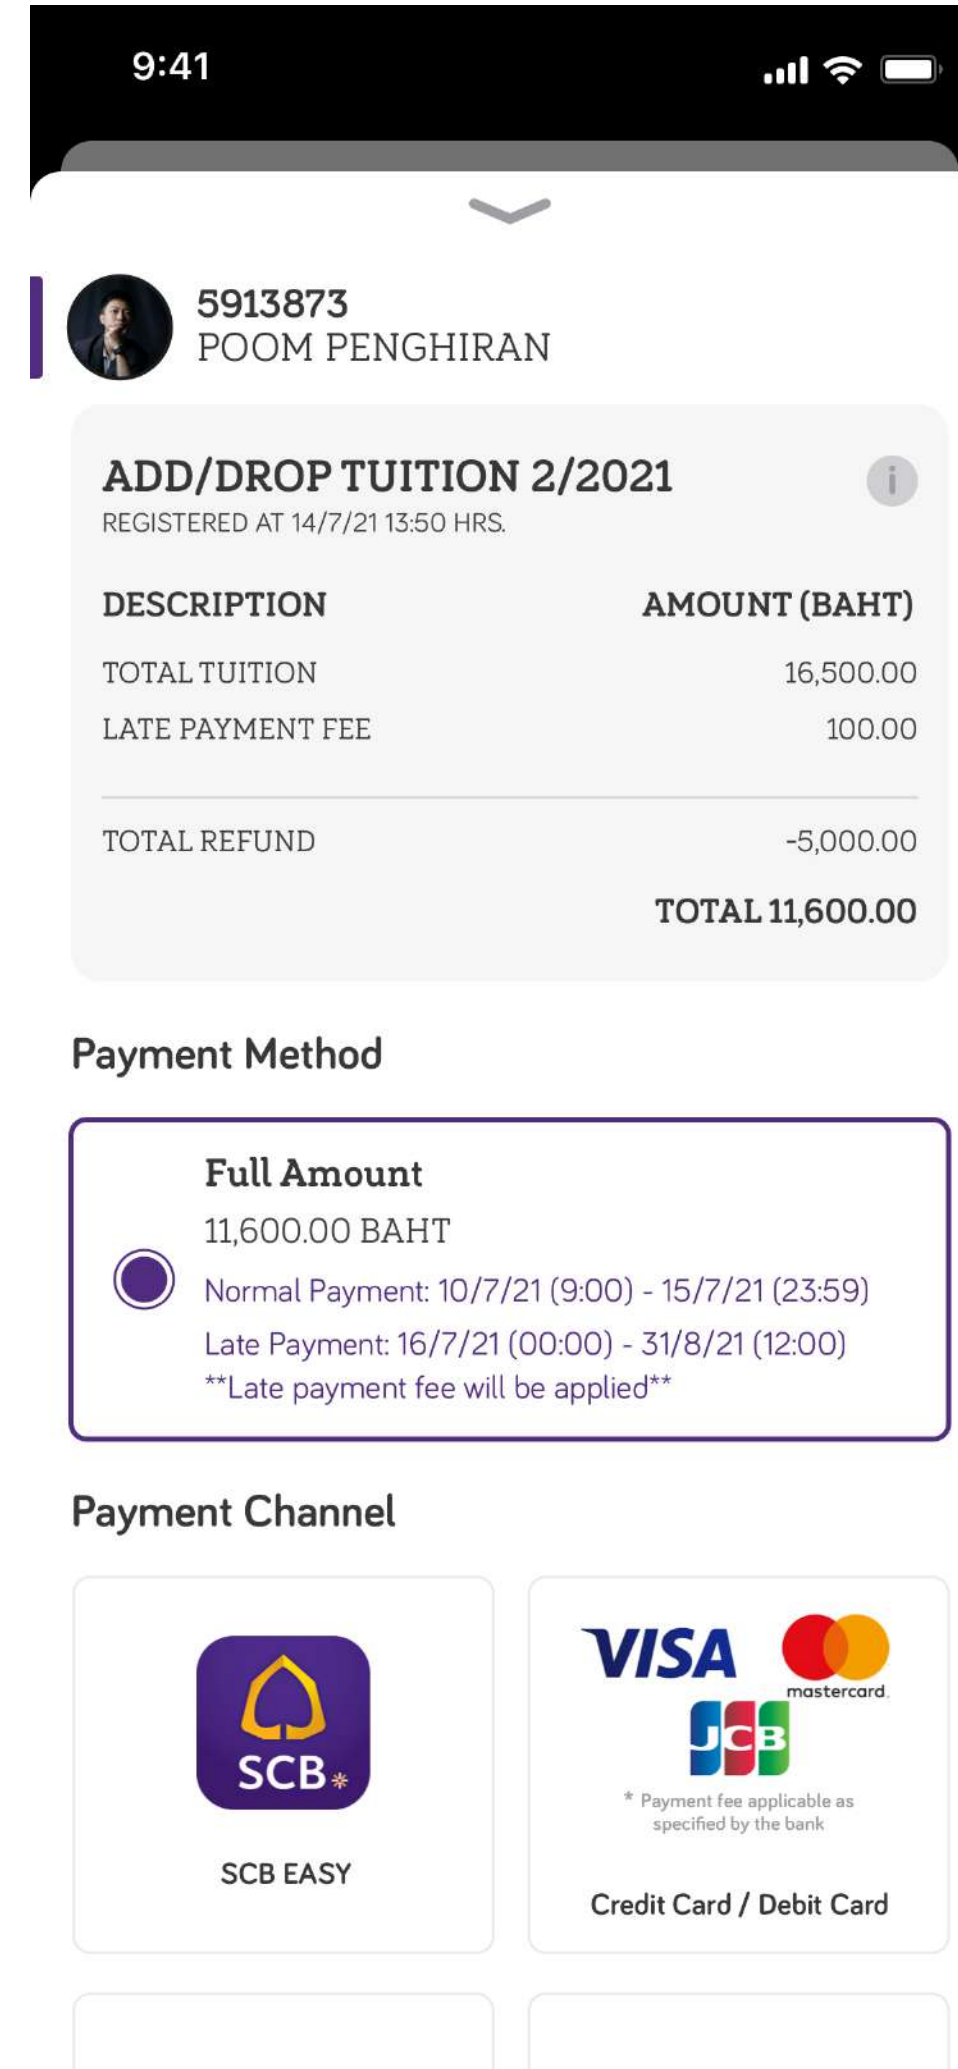 9:41
5913873
POOM PENGHIRAN
ADD/DROP TUITION 2/2021
i
REGISTERED AT 14/7/21 13:50 HRS.
DESCRIPTION AMOUNT (BAHT)
TOTAL TUITION 16,500.00
LATE PAYMENT FEE 100.00
TOTAL REFUND -5,000.00
TOTAL 11,600.00
Payment Method
Full Amount
11,600.00 BAHT
Normal Payment: 10/7/21 (9:00) - 15/7/21 (23:59)
Late Payment: 16/7/21 (00:00) - 31/8/21 (12:00)
**Late payment fee will be applied**
Payment Channel
SCB
SCB EASY
VISA
mastercard.
JCB
* Payment fee applicable as
specified by the bank
Credit Card / Debit Card